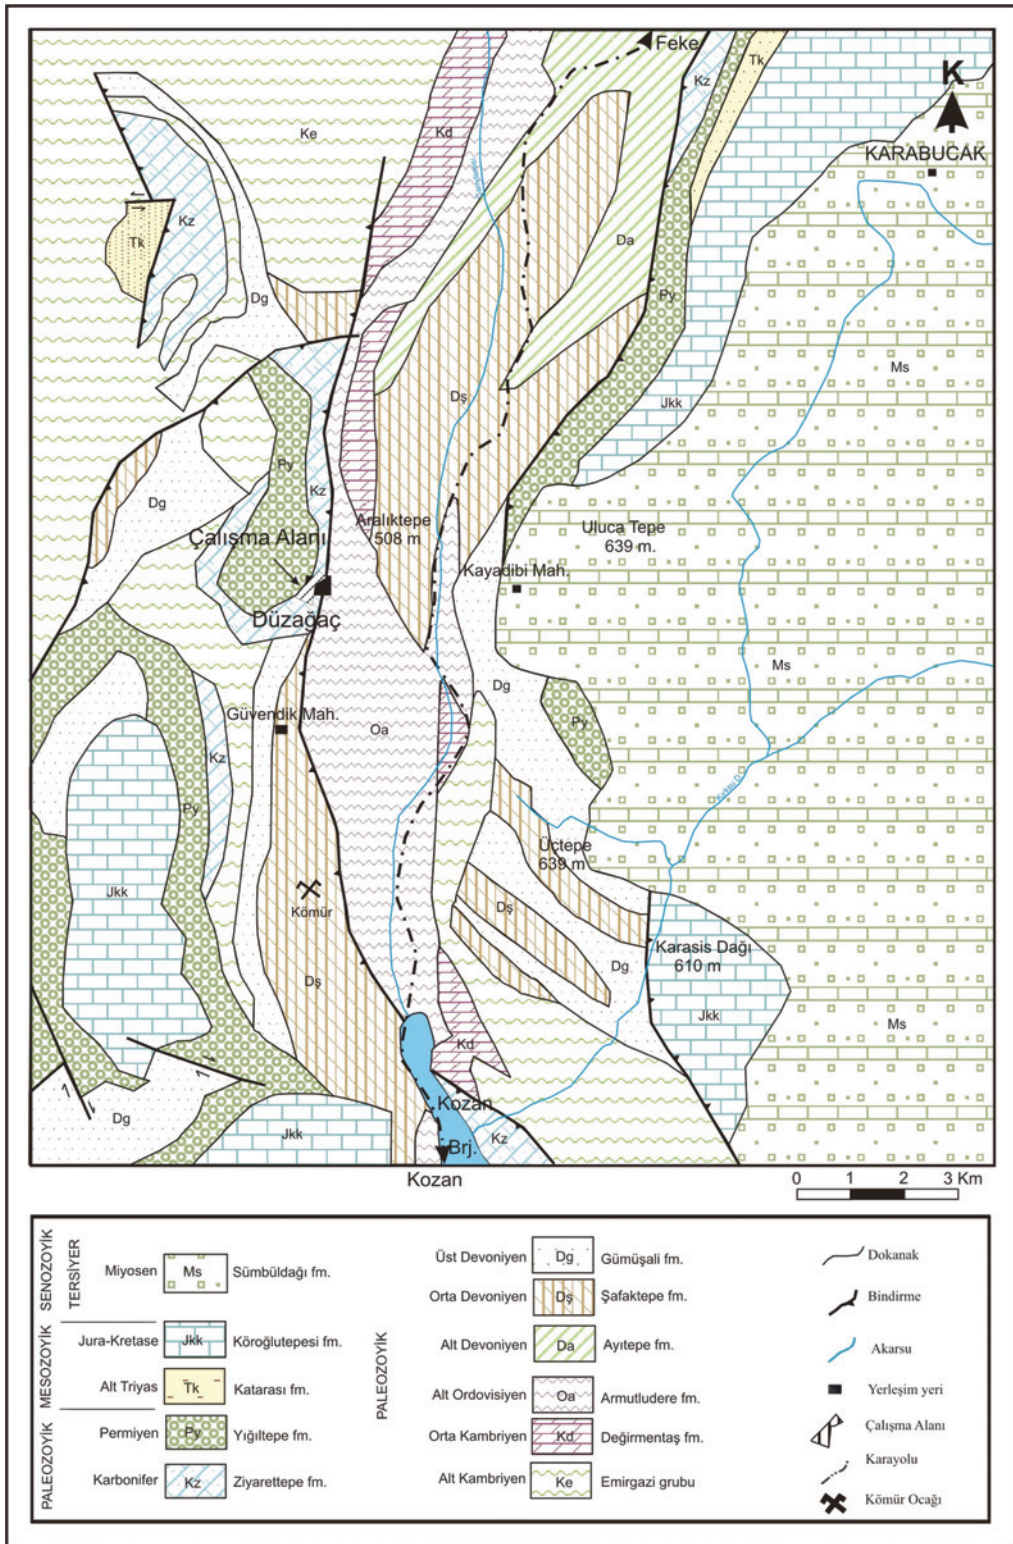 Feke
Kz
Tk
K
Ke
Kd
KARABUCAK
Kz
Tk
Da
Dg
Py
Ms
Dş
Jkk
Py
Kz
Dg
Aralıktepe
508 m
Uluca Tepe
639 m.
Çalışma Alanı
Kayadibi Mah.
Düzağaç
Ms
Dg
Güvendik Mah.
Oa
Py
Kz
Py
Üçtepe
639 m
Jkk
Kömür
Dş
Karasis Dağı
610 m
Dg
Dş
Jkk
Ms
Kd
Dg
Kozan
Jkk
Brj.
Kz
Kozan
0 1 2 3 Km
SENOZOYİK
TERSİYER
Miyosen Ms Sümbüldağı fm.
MESOZOYİK
Jura-Kretase Jkk Köroğlutepesi fm.
Alt Triyas Tk Katarası fm.
PALEOZOYİK
Permiyen Py Yığıltepe fm.
Karbonifer Kz Ziyarettepe fm.
PALEOZOYİK
Üst Devoniyen Dg Gümüşali fm.
Orta Devoniyen Dş Şafaktepe fm.
Alt Devoniyen Da Ayıtepe fm.
Alt Ordovisiyen Oa Armutludere fm.
Orta Kambriyen Kd Değirmentaş fm.
Alt Kambriyen Ke Emirgazi grubu
Dokanak
Bindirme
Akarsu
Yerleşim yeri
Çalışma Alanı
Karayolu
Kömür Ocağı